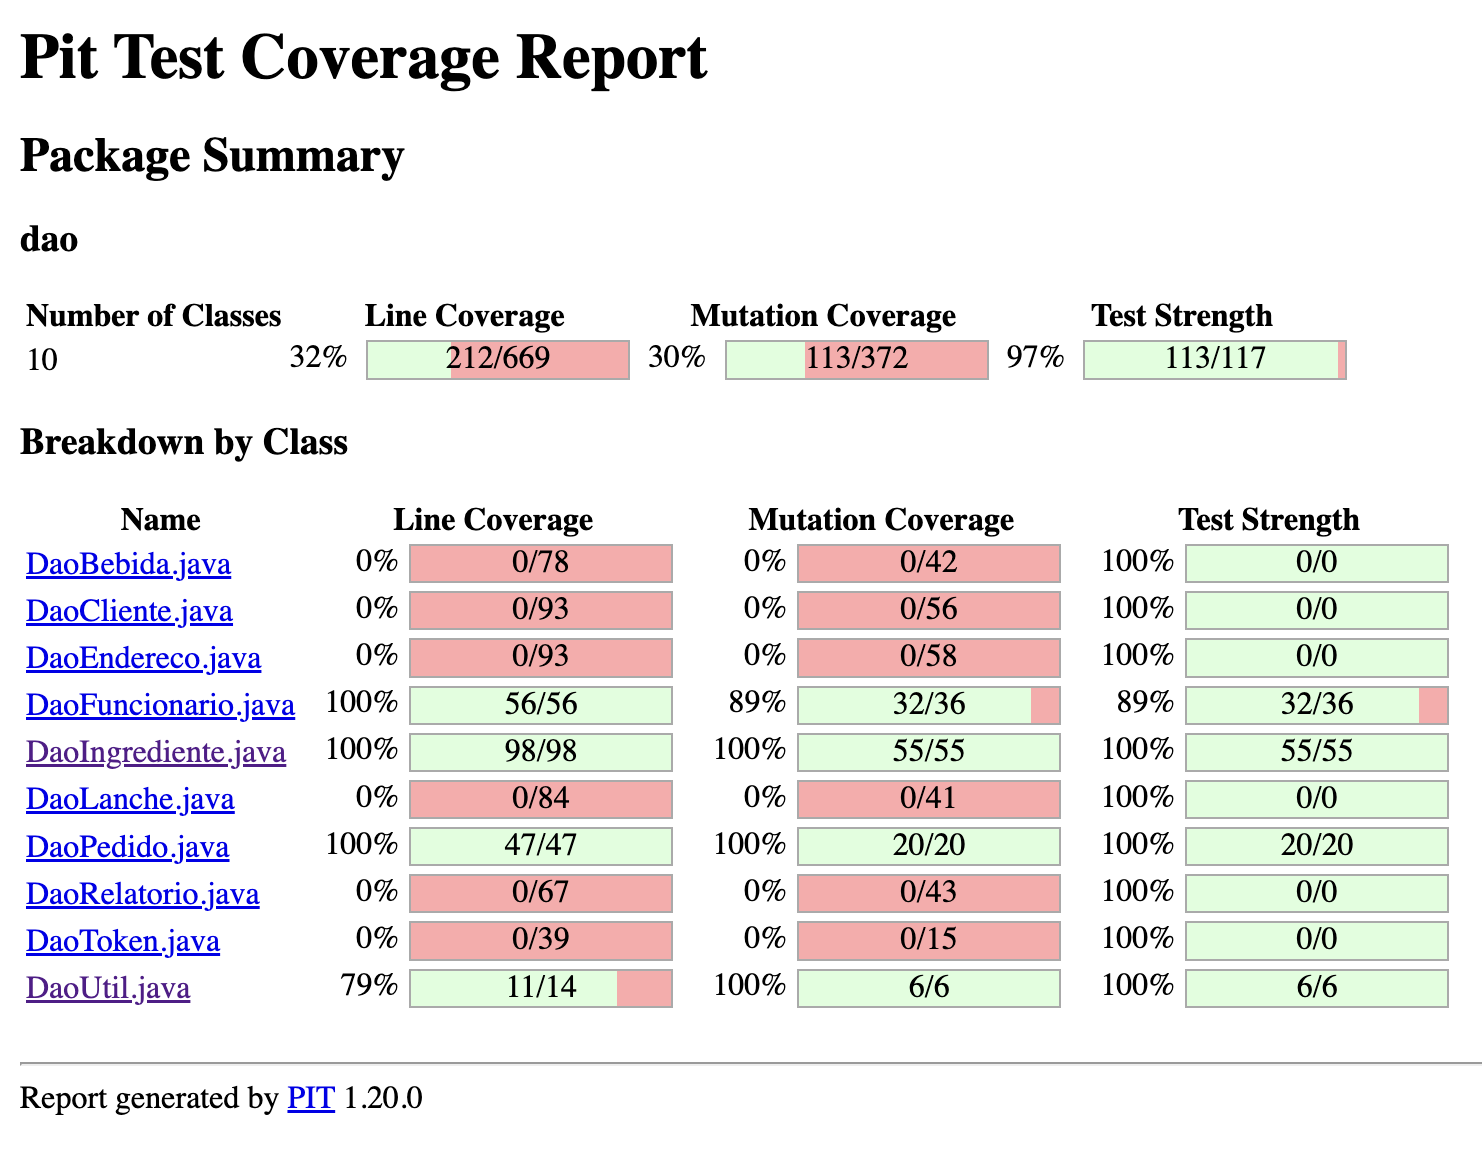 Pit Test Coverage Report
Package Summary
dao
Number of Classes Line Coverage Mutation Coverage Test Strength
10 32% 212/669 30% 113/372 97% 113/117
Breakdown by Class
Name Line Coverage Mutation Coverage Test Strength
DaoBebida.java 0% 0/78 0% 0/42 100% 0/0
DaoCliente.java 0% 0/93 0% 0/56 100% 0/0
DaoEndereco.java 0% 0/93 0% 0/58 100% 0/0
DaoFuncionario.java 100% 56/56 89% 32/36 89% 32/36
DaoIngrediente.java 100% 98/98 100% 55/55 100% 55/55
DaoLanche.java 0% 0/84 0% 0/41 100% 0/0
DaoPedido.java 100% 47/47 100% 20/20 100% 20/20
DaoRelatorio.java 0% 0/67 0% 0/43 100% 0/0
DaoToken.java 0% 0/39 0% 0/15 100% 0/0
DaoUtil.java 79% 11/14 100% 6/6 100% 6/6
Report generated by PIT 1.20.0